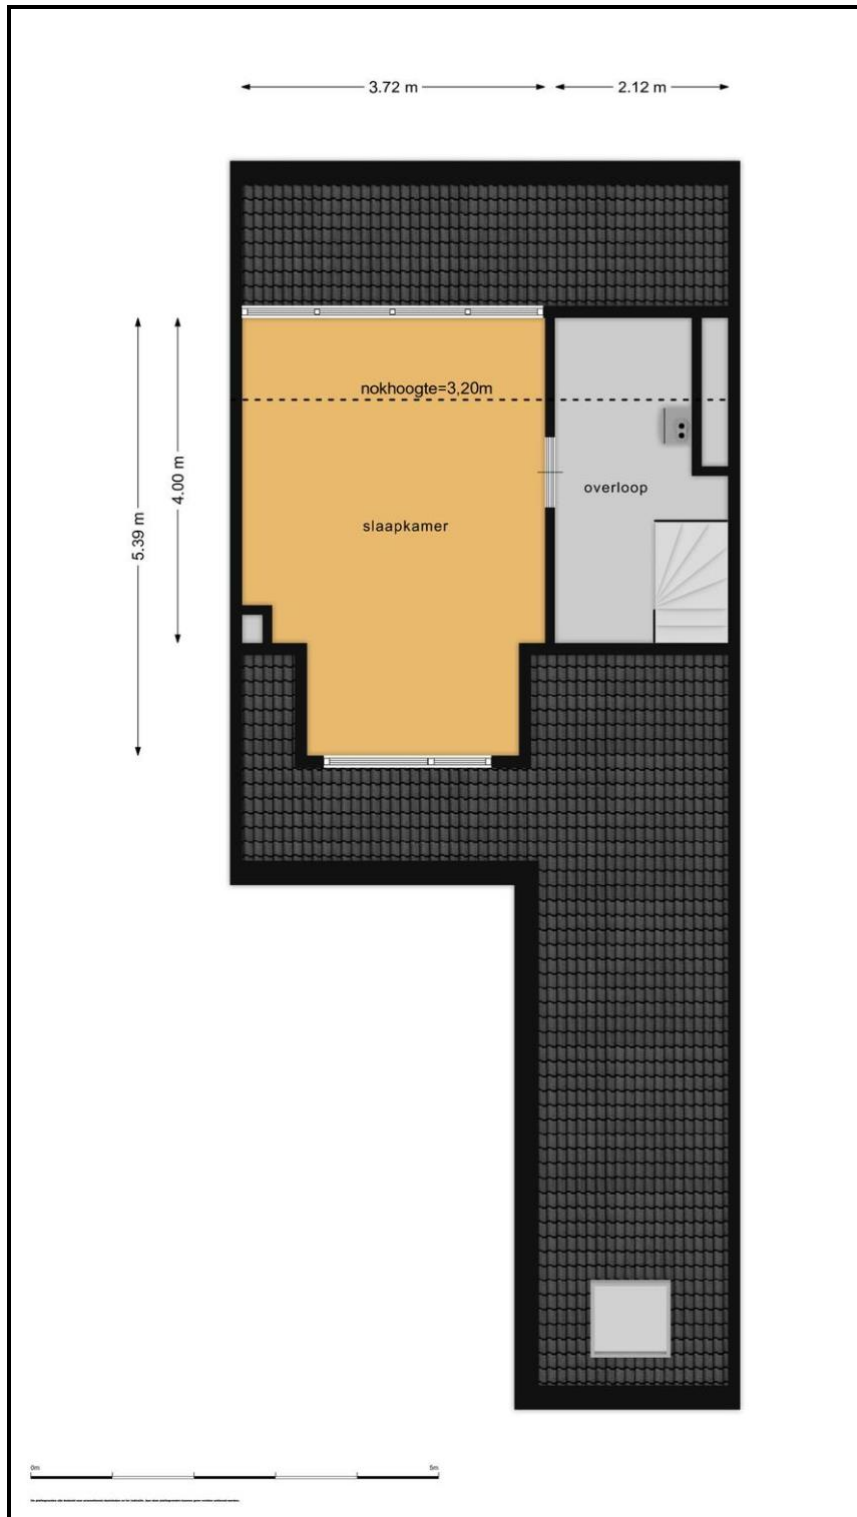 3.72 m
2.12 m
nokhoogte=3,20m
4.00 m
overloop
5.39 m
slaapkamer
0m
5m